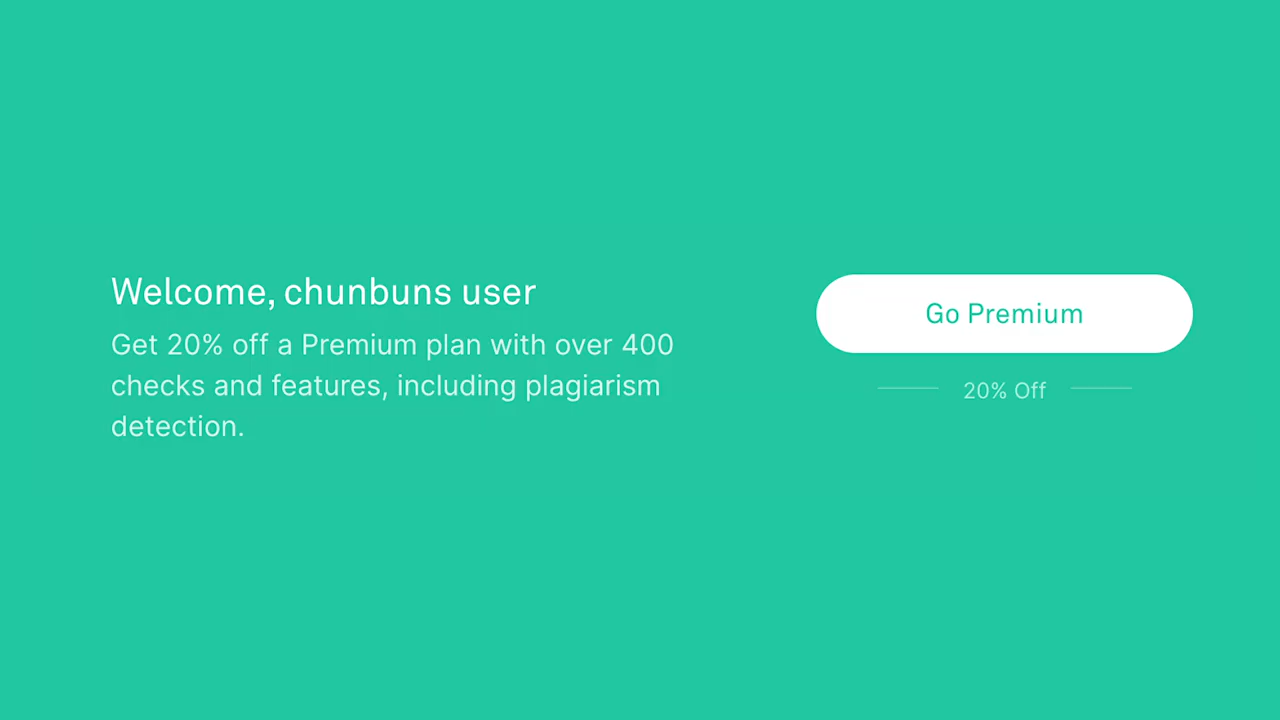 Welcome, chunbuns user
Get 20% off a Premium plan with over 400
checks and features, including plagiarism
detection.
Go Premium
20% Off